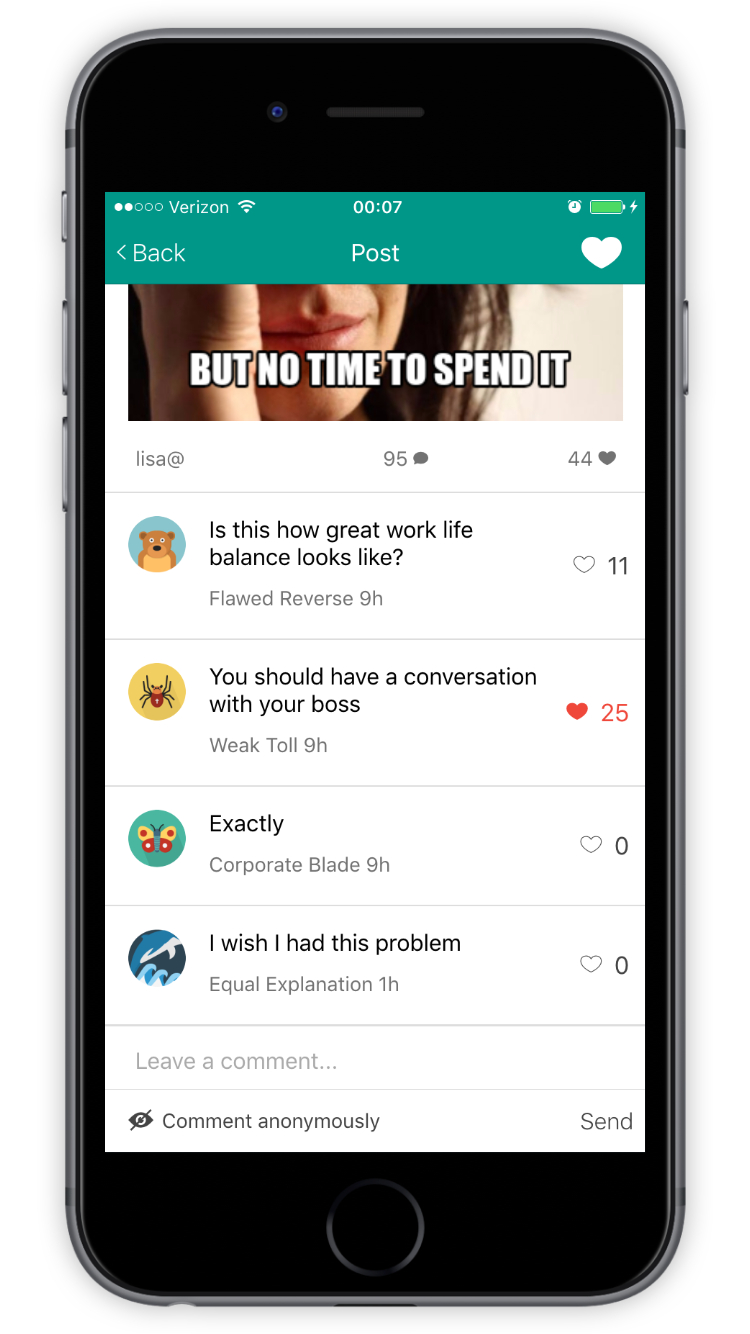 Verizon 00:07
Back Post
BUT NO TIME TO SPEND IT
lisa@ 95 44
Is this how great work life
balance looks like?
11
Flawed Reverse 9h
You should have a conversation
with your boss
25
Weak Toll 9h
Exactly
0
Corporate Blade 9h
I wish I had this problem
0
Equal Explanation 1h
Leave a comment...
Comment anonymously Send